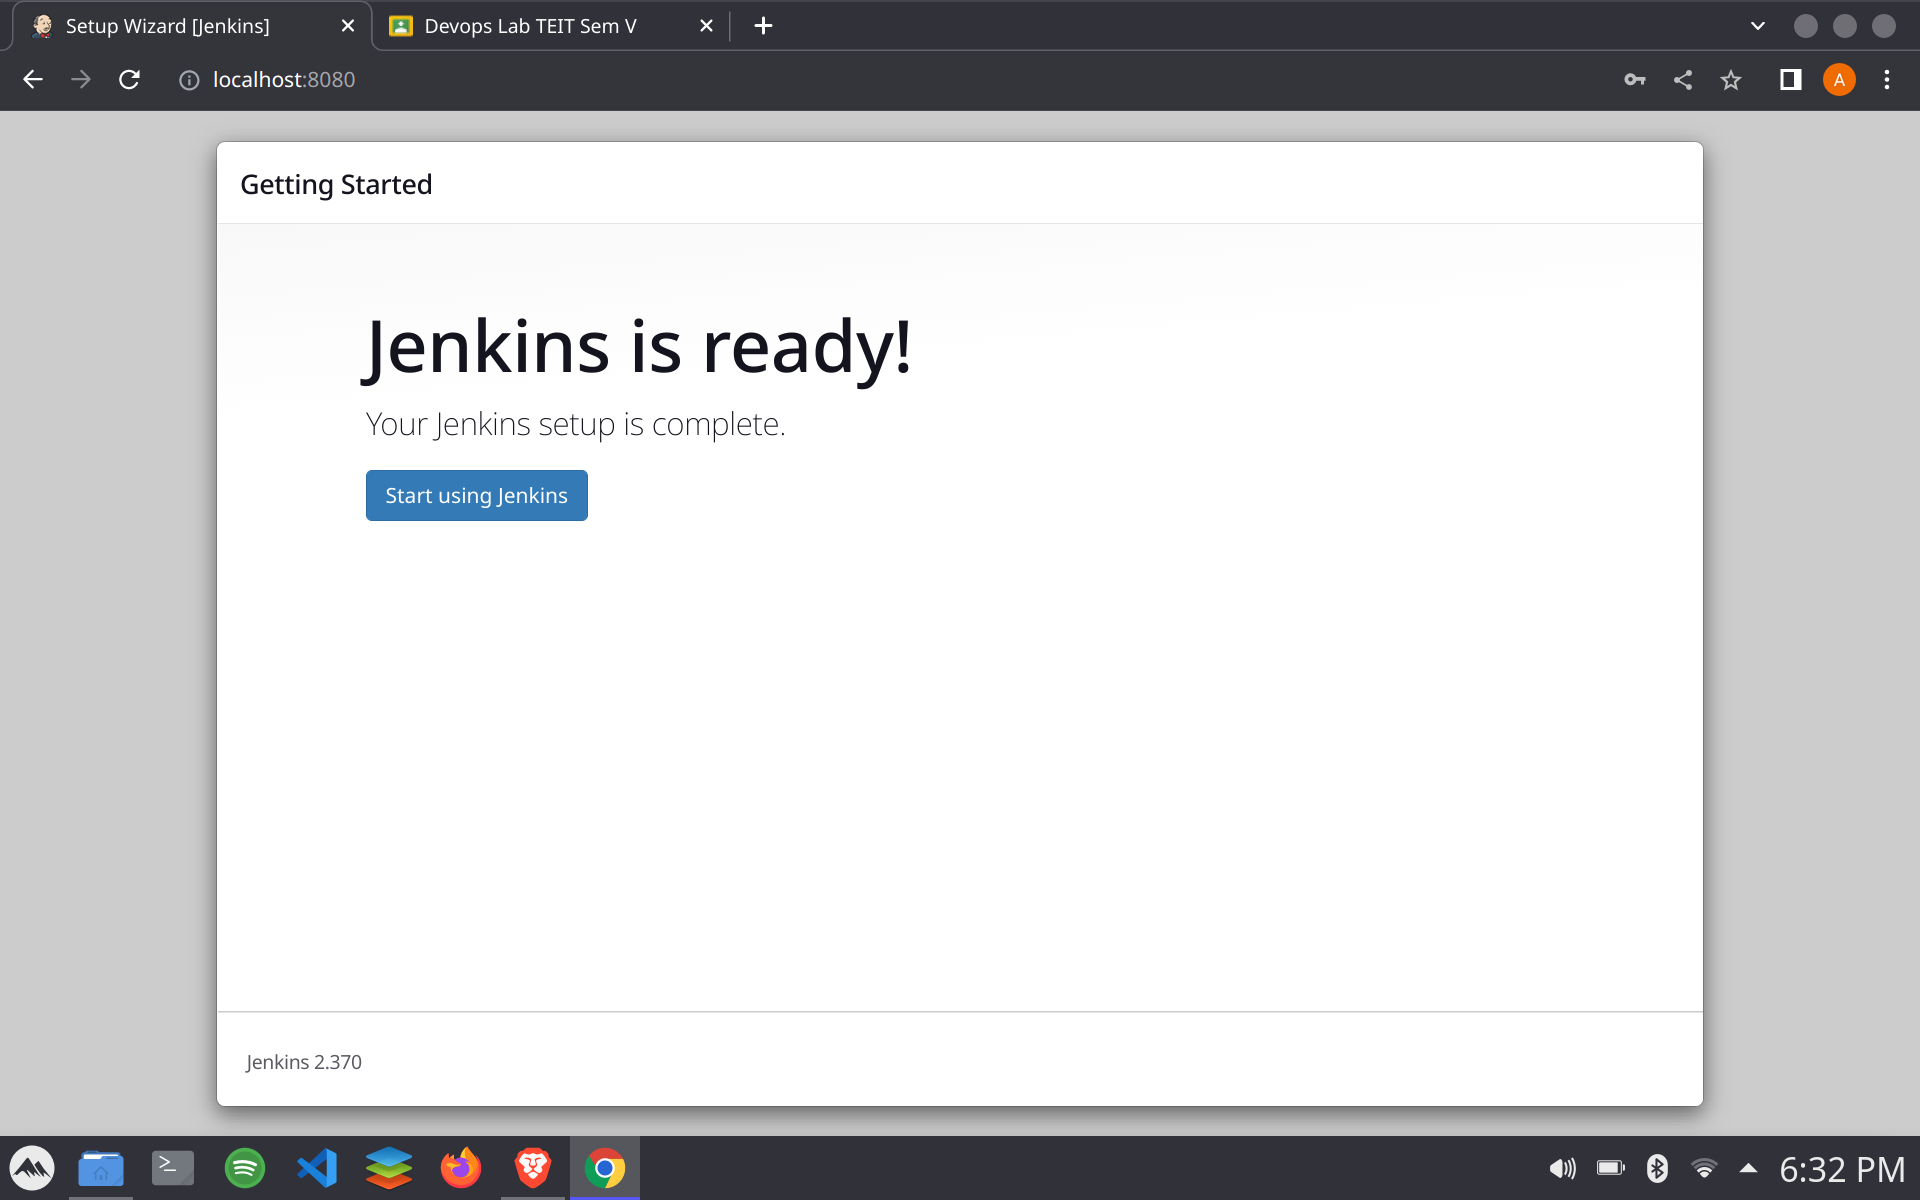 Setup Wizard [Jenkins]
Devops Lab TEIT Sem V
localhost:8080
A
Getting Started
Jenkins is ready!
Your Jenkins setup is complete.
Start using Jenkins
Jenkins 2.370
6:32 PM